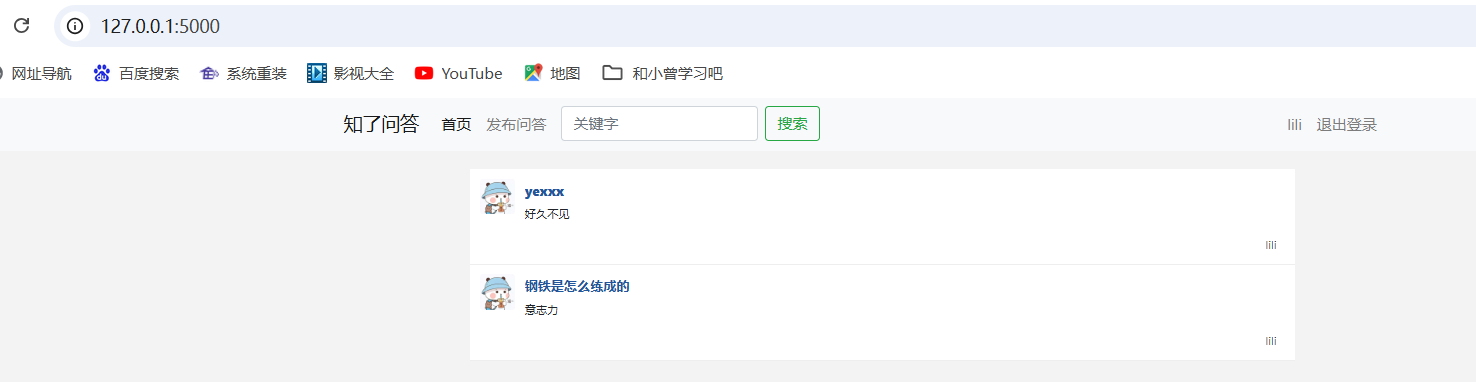 127.0.0.1:5000
网址导航 百度搜索 系统重装 影视大全 YouTube 地图 和小曾学习吧
知了问答 首页 发布问答 关键字 搜索 lili 退出登录
yexxx
好久不见
lili
钢铁是怎么练成的
意志力
lili